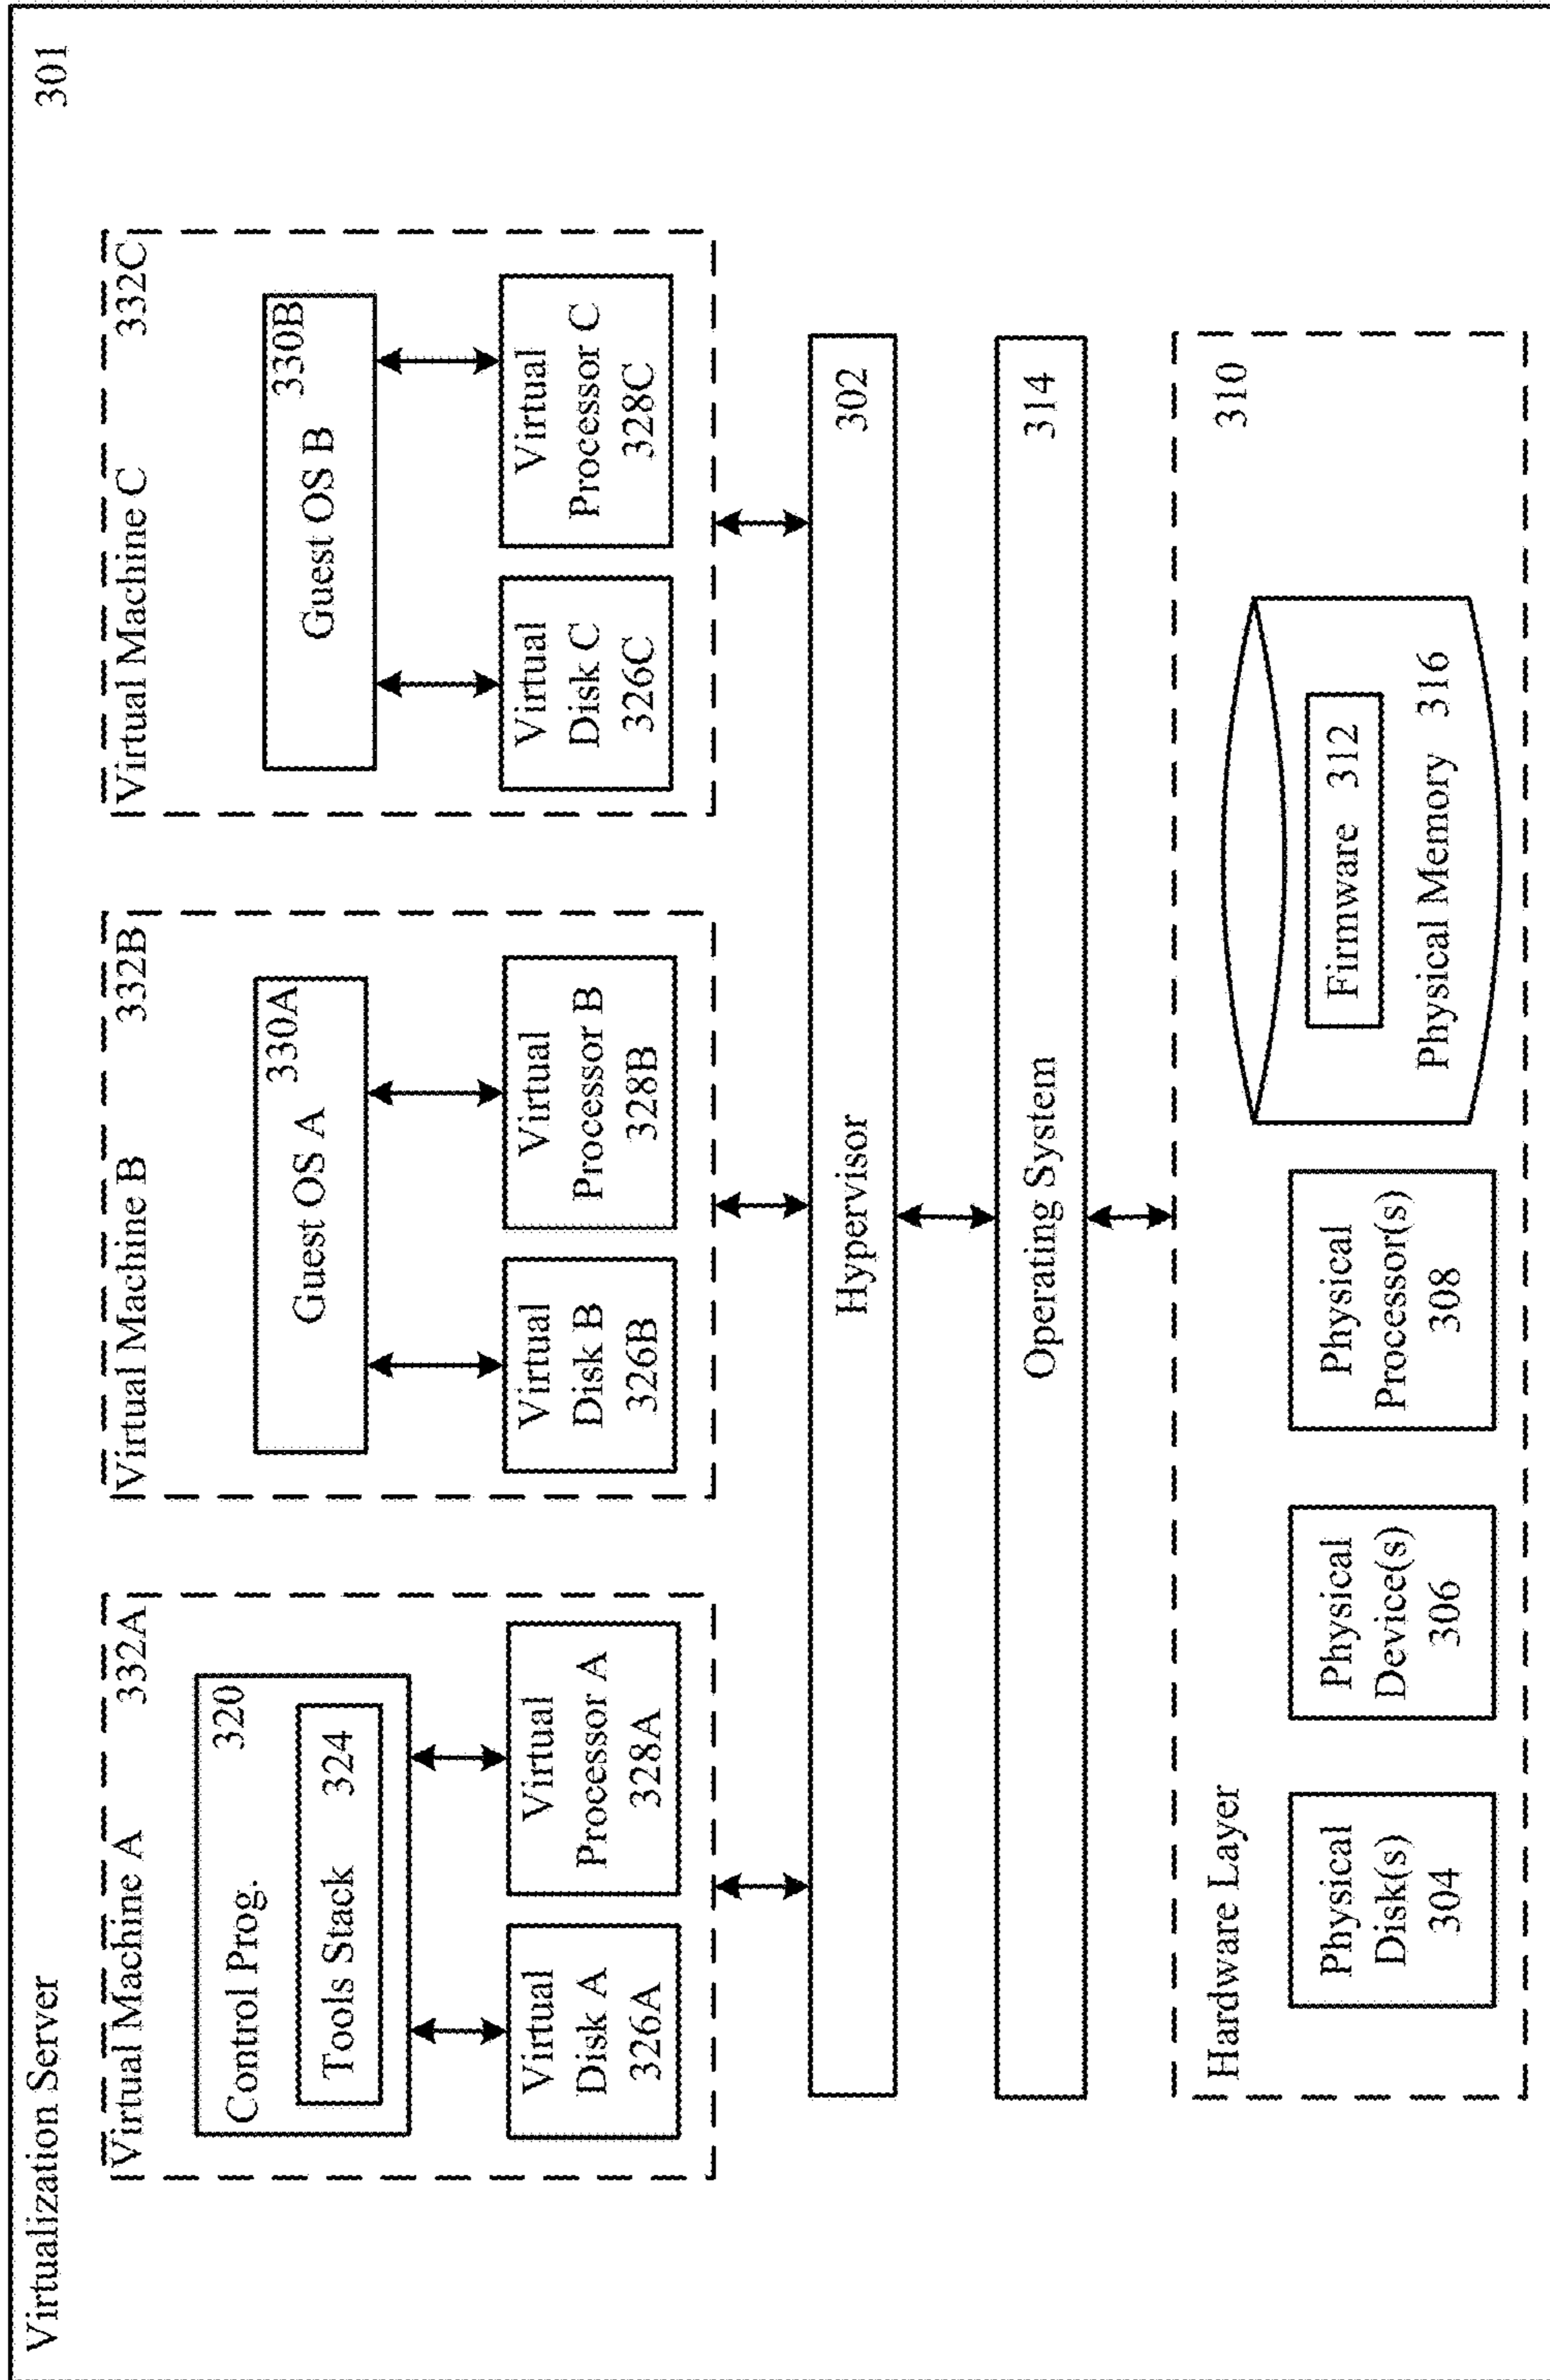 Virtualization Server
301
Virtual Machine A 332A
Control Prog. 320
Tools Stack 324
Virtual
Disk A
326A
Virtual
Processor A
328A
Virtual Machine B 332B
330A
Guest OS A
Virtual
Disk B
326B
Virtual
Processor B
328B
Virtual Machine C 332C
330B
Guest OS B
Virtual
Disk C
326C
Virtual
Processor C
328C
Hypervisor 302
Operating System 314
Hardware Layer 310
Physical
Disk(s)
304
Physical
Device(s)
306
Physical
Processor(s)
308
Firmware 312
Physical Memory 316